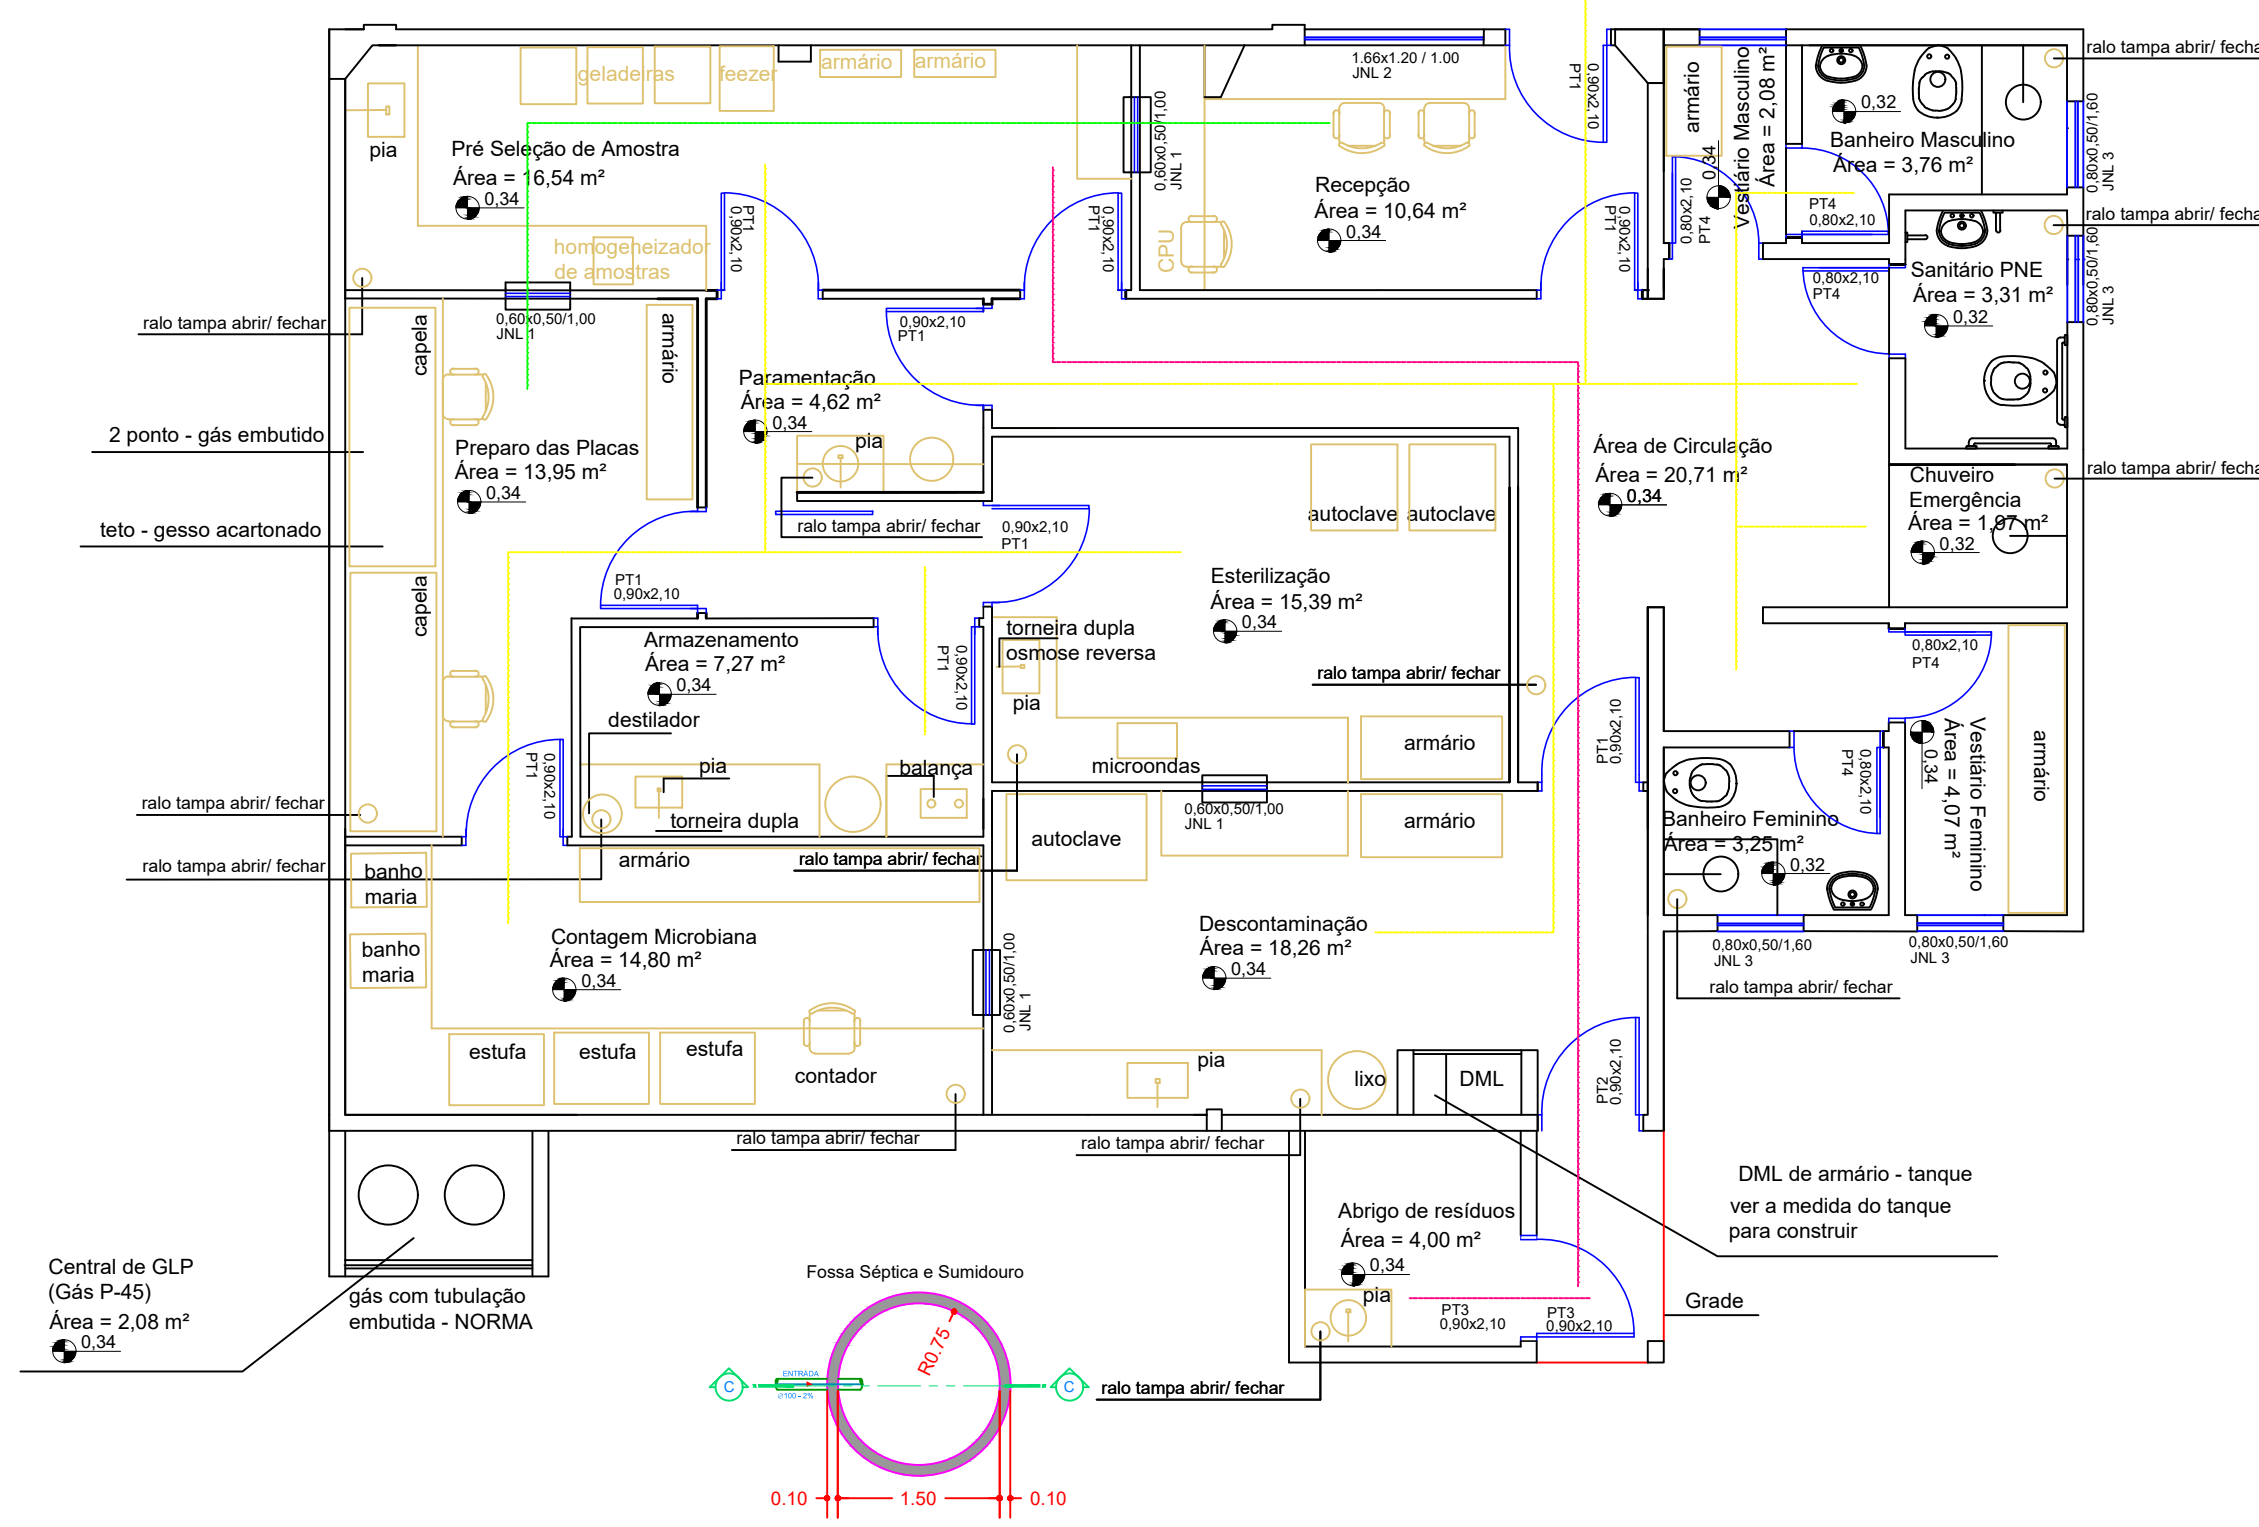 geladeiras
feezer
armário
armário
1.66x1.20 / 1.00
JNL 2
0,90x2,10
PT1
armário
Vestiário Masculino
Área = 2,08 m²
0,34
0,32
Banheiro Masculino
Área = 3,76 m²
ralo tampa abrir/ fecha
0,80x0,50/1,60
JNL 3
pia
Pré Seleção de Amostra
Área = 16,54 m²
0,34
0,60x0,50/1,00
JNL 1
Recepção
Área = 10,64 m²
0,34
CPU
PT1
0,90x2,10
0,90x2,10
PT1
PT1
0,90x2,10
0,80x2,10
PT4
PT4
0,80x2,10
ralo tampa abrir/ fecha
homogeneizador
de amostras
Sanitário PNE
Área = 3,31 m²
0,32
0,80x0,50/1,60
JNL 3
0,80x2,10
PT4
ralo tampa abrir/ fechar
0,60x0,50/1,00
JNL 1
capela
armário
0,90x2,10
PT1
Paramentação
Área = 4,62 m²
0,34
pia
2 ponto - gás embutido
Preparo das Placas
Área = 13,95 m²
0,34
Área de Circulação
Área = 20,71 m²
0,34
Chuveiro
Emergência
Área = 1,97 m²
0,32
ralo tampa abrir/ fecha
teto - gesso acartonado
ralo tampa abrir/ fechar
0,90x2,10
PT1
autoclave
autoclave
capela
PT1
0,90x2,10
Esterilização
Área = 15,39 m²
0,34
torneira dupla
osmose reversa
pia
Armazenamento
Área = 7,27 m²
0,34
0,90x2,10
PT1
ralo tampa abrir/ fechar
0,80x2,10
PT4
destilador
pia
balança
torneira dupla
microondas
armário
PT1
0,90x2,10
Vestiário Feminino
Área = 4,07 m²
0,34
armário
0,80x2,10
PT4
0,90x2,10
PT1
ralo tampa abrir/ fechar
0,60x0,50/1,00
JNL 1
autoclave
armário
Banheiro Feminino
Área = 3,25 m²
0,32
ralo tampa abrir/ fechar
banho
maria
armário
ralo tampa abrir/ fechar
banho
maria
Contagem Microbiana
Área = 14,80 m²
0,34
0,60x0,50/1,00
JNL 1
Descontaminação
Área = 18,26 m²
0,34
0,80x0,50/1,60
JNL 3
0,80x0,50/1,60
JNL 3
ralo tampa abrir/ fechar
estufa
estufa
estufa
contador
pia
lixo
DML
PT2
0,90x2,10
ralo tampa abrir/ fechar
ralo tampa abrir/ fechar
DML de armário - tanque
ver a medida do tanque
para construir
Abrigo de resíduos
Área = 4,00 m²
0,34
pia
PT3
0,90x2,10
PT3
0,90x2,10
Grade
Central de GLP
(Gás P-45)
Área = 2,08 m²
0,34
gás com tubulação
embutida - NORMA
Fossa Séptica e Sumidouro
R0.75
ENTRADA
Ø100 - 2%
C
C
ralo tampa abrir/ fechar
0.10
1.50
0.10